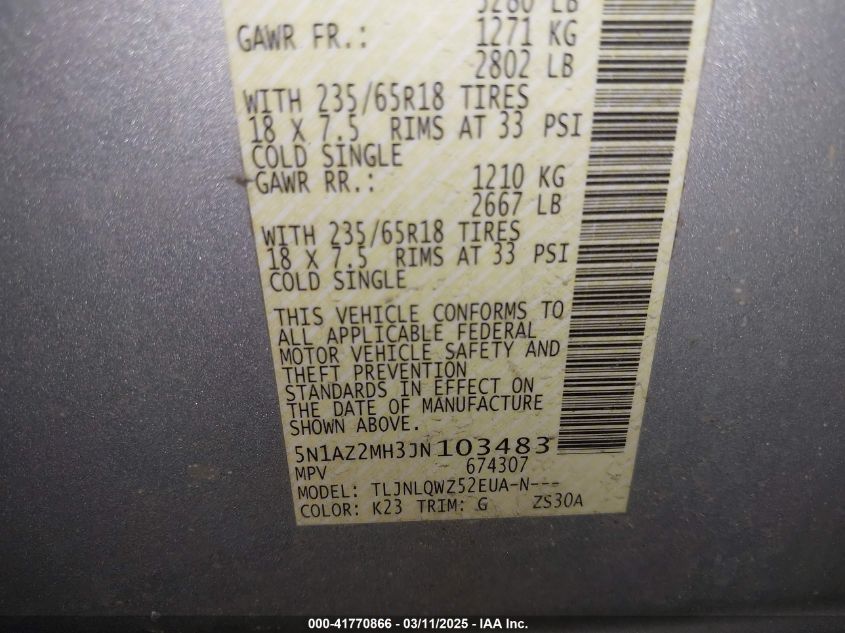 3280 LB
GAWR FR.: 1271 KG
2802 LB
WITH 235/65R18 TIRES
18 X 7.5 RIMS AT 33 PSI
COLD SINGLE
GAWR RR.: 1210 KG
2667 LB
WITH 235/65R18 TIRES
18 X 7.5 RIMS AT 33 PSI
COLD SINGLE
THIS VEHICLE CONFORMS TO
ALL APPLICABLE FEDERAL
MOTOR VEHICLE SAFETY AND
THEFT PREVENTION
STANDARDS IN EFFECT ON
THE DATE OF MANUFACTURE
SHOWN ABOVE.
5N1AZ2MH3JN103483
MPV 674307
MODEL: TLJNLQWZ52EUA-N---
COLOR: K23 TRIM: G ZS30A
000-41770866 - 03/11/2025 - IAA Inc.